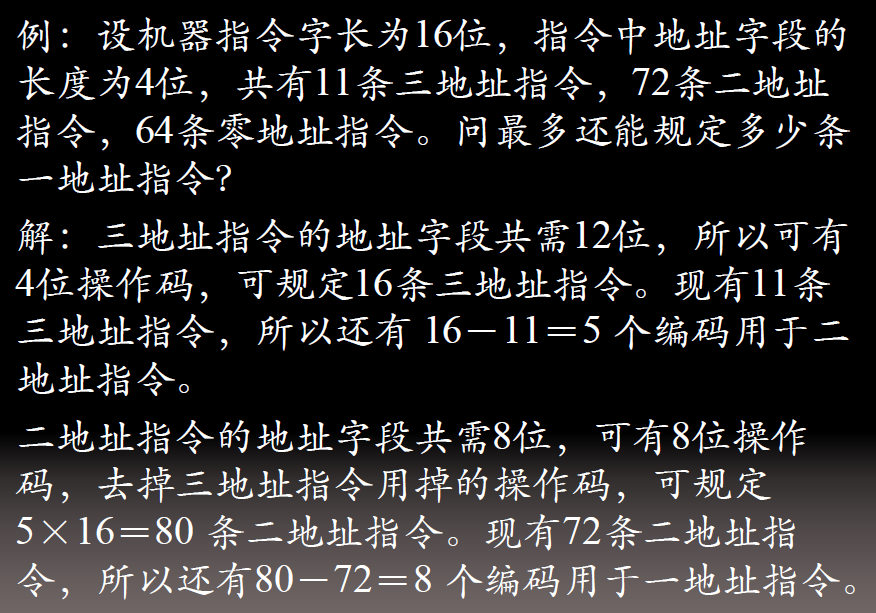 例：设机器指令字长为16位，指令中地址字段的
长度为4位，共有11条三地址指令，72条二地址
指令，64条零地址指令。问最多还能规定多少条
一地址指令?
解：三地址指令的地址字段共需12位，所以可有
4位操作码，可规定16条三地址指令。现有11条
三地址指令，所以还有 16－11＝5 个编码用于二
地址指令。
二地址指令的地址字段共需8位，可有8位操作
码，去掉三地址指令用掉的操作码，可规定
5×16＝80 条二地址指令。现有72条二地址指
令，所以还有80－72＝8 个编码用于一地址指令。